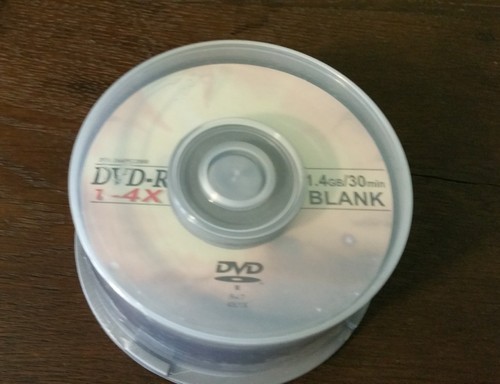 DVD-R
1.4GB/30min
1-4X
BLANK
DVD
R